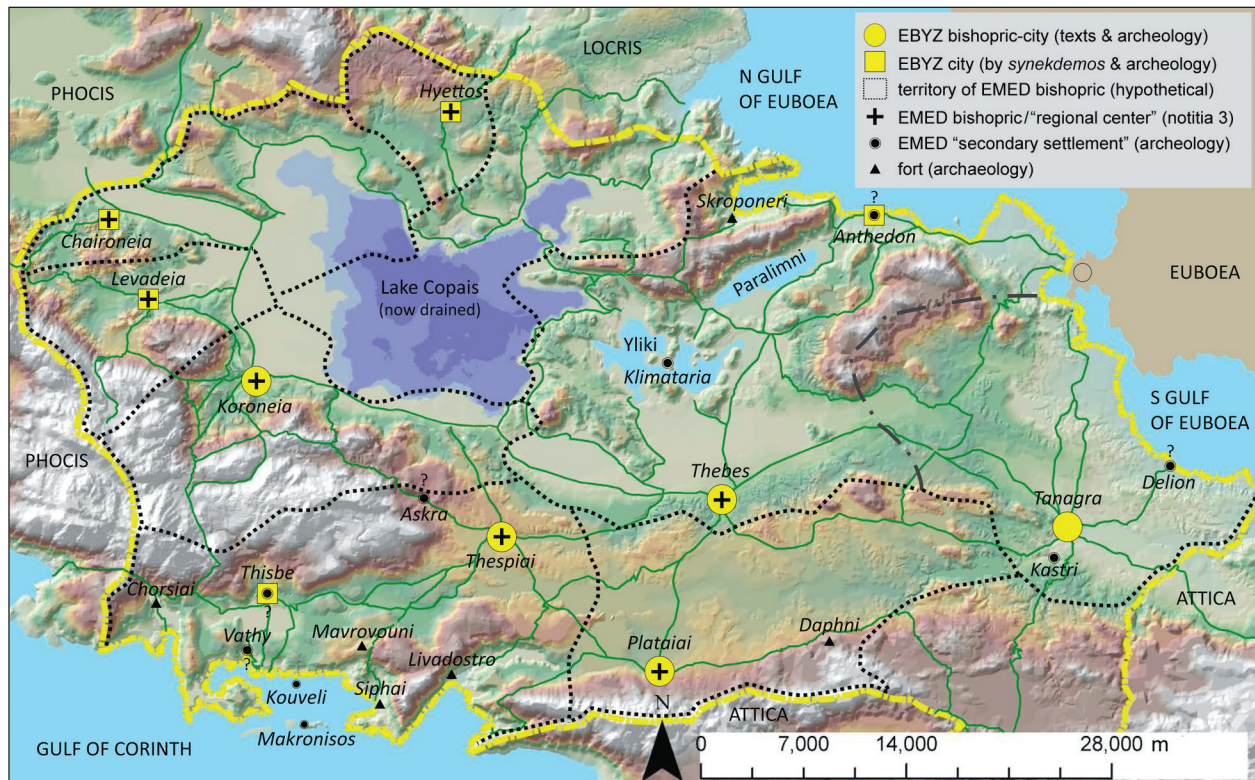 EBYZ bishopric-city (texts & archeology)
EBYZ city (by synekdemos & archeology)
territory of EMED bishopric (hypothetical)
EMED bishopric/"regional center" (notitia 3)
EMED "secondary settlement" (archeology)
fort (archaeology)
LOCRIS
PHOCIS
N GULF
OF EUBOEA
Hyettos
Skroponeri
?
Anthedon
Chaironeia
Levadeia
Lake Copais
(now drained)
Paralimni
EUBOEA
Yliki
Klimataria
Koroneia
S GULF
OF EUBOEA
PHOCIS
?
Askra
Thebes
?
Delion
Tanagra
Thespiai
Kastri
Thisbe
?
Chorsiai
ATTICA
Vathy
?
Mavrovouni
Livadostro
Plataiai
Daphni
Kouveli
Siphai
N
ATTICA
Makronisos
GULF OF CORINTH
0
7,000
14,000
28,000 m